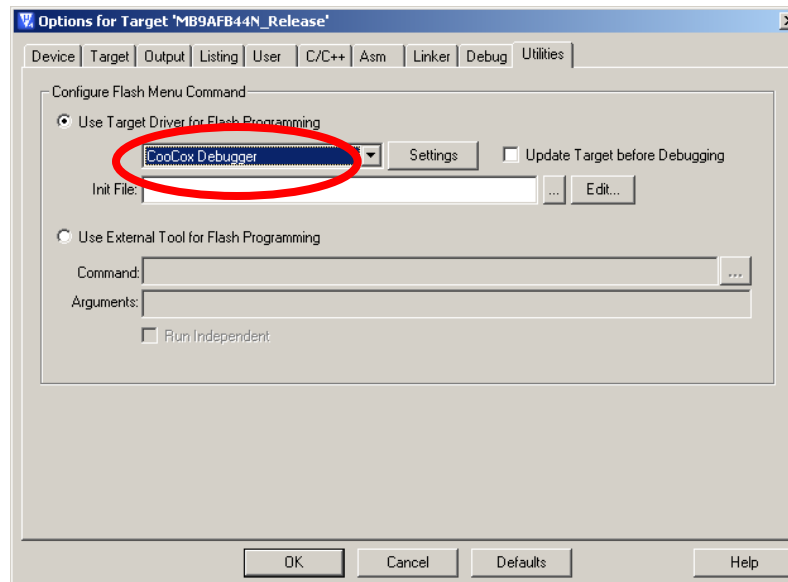 Options for Target 'MB9AFB44N_Release'
Device Target Output Listing User C/C++ Asm Linker Debug Utilities
Configure Flash Menu Command
Use Target Driver for Flash Programming
CooCox Debugger Settings Update Target before Debugging
Init File: ... Edit...
Use External Tool for Flash Programming
Command: ...
Arguments:
Run Independent
OK Cancel Defaults Help